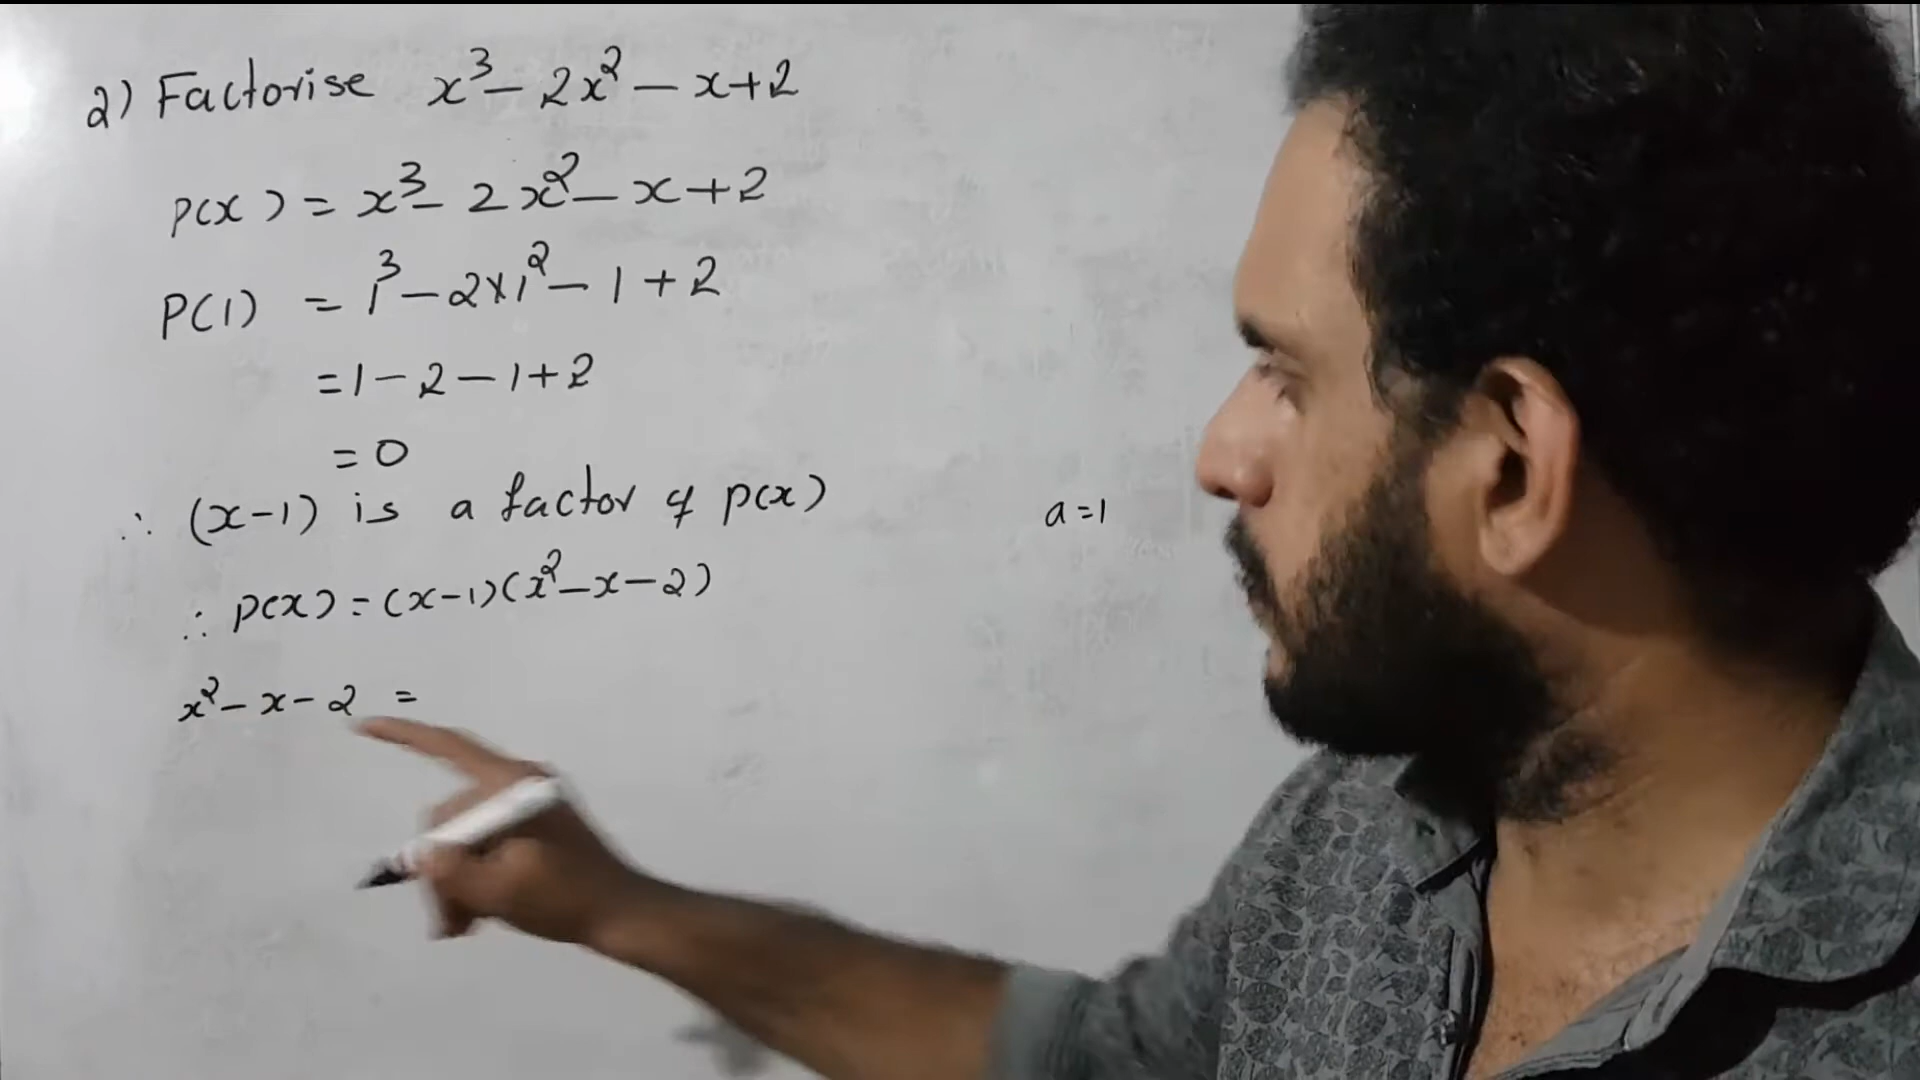 2) Factorise x³ - 2x² - x + 2
p(x) = x³ - 2x² - x + 2
P(1) = 1³ - 2×1² - 1 + 2
= 1 - 2 - 1 + 2
= 0
∴ (x-1) is a factor of p(x)
a = 1
∴ p(x) = (x-1)(x² - x - 2)
x² - x - 2 =